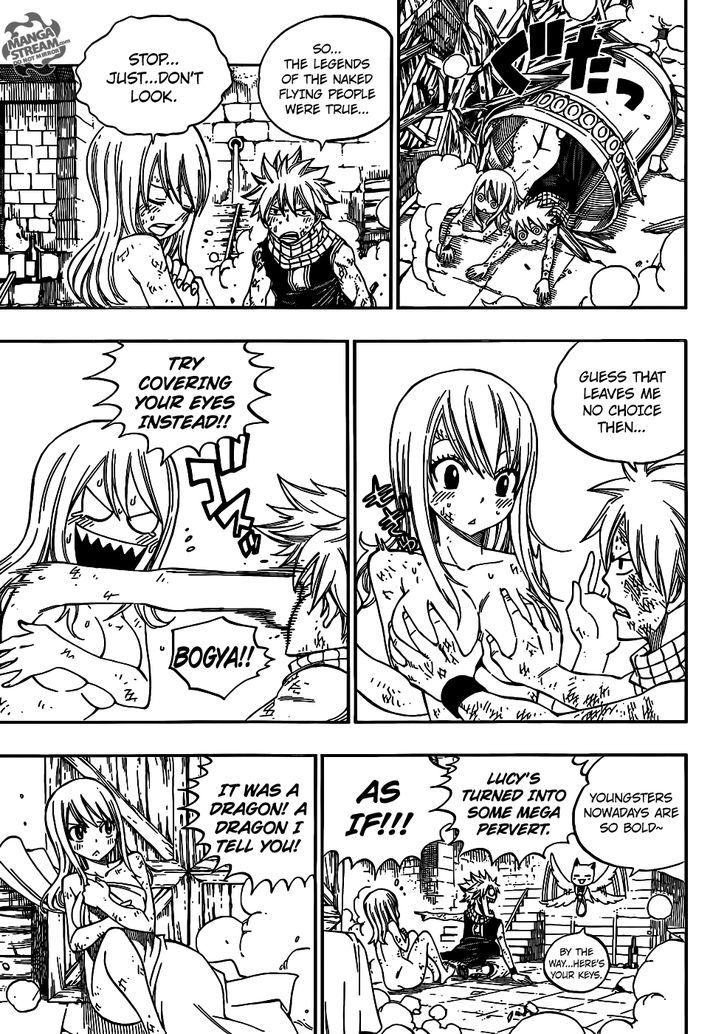 ぐたっ
SO...
THE LEGENDS
OF THE NAKED
FLYING PEOPLE
WERE TRUE...
STOP...
JUST...DON'T
LOOK.
MANGA
STREAM
DO NOT MIRROR
GUESS THAT
LEAVES ME
NO CHOICE
THEN...
TRY
COVERING
YOUR EYES
INSTEAD!!
BOGYA!!
YOUNGSTERS
NOWADAYS ARE
SO BOLD~
LUCY'S
TURNED INTO
SOME MEGA
PERVERT.
AS
IF!!!
BY THE
WAY...HERE'S
YOUR KEYS.
IT WAS A
DRAGON! A
DRAGON I
TELL YOU!